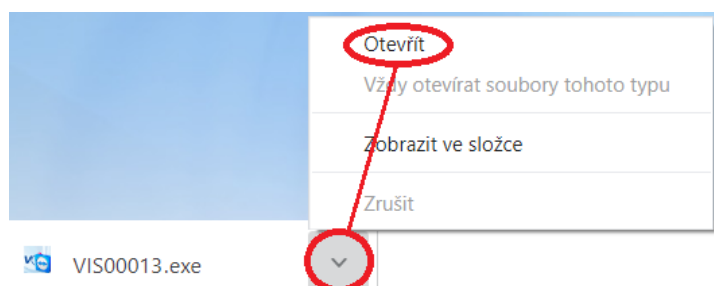 Otevřít
Vždy otevírat soubory tohoto typu
Zobrazit ve složce
Zrušit
VIS00013.exe